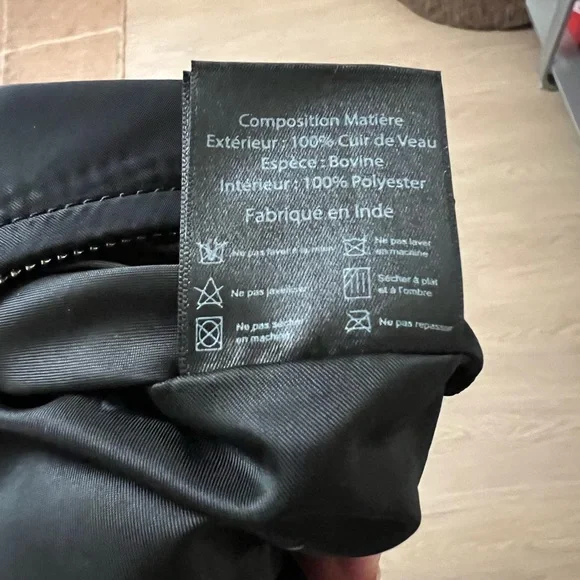 Composition Matière
Extérieur : 100% Cuir de Veau
Espèce : Bovine
Intérieur : 100% Polyester
Fabriqué en Inde
Ne pas laver à la main
Ne pas laver
en machine
Ne pas javelliser
Sécher à plat
et à l'ombre
Ne pas sécher
en machine
Ne pas repasser